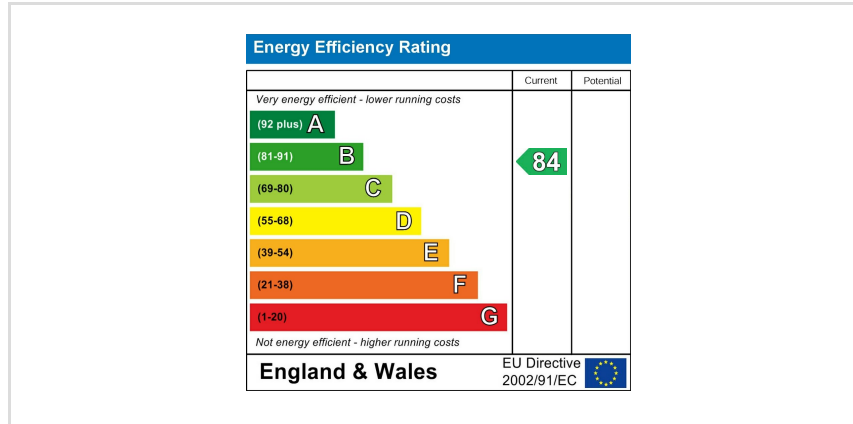 Energy Efficiency Rating
Current Potential
Very energy efficient - lower running costs
(92 plus) A
(81-91) B
84
(69-80) C
(55-68) D
(39-54) E
(21-38) F
(1-20) G
Not energy efficient - higher running costs
England & Wales
EU Directive
2002/91/EC